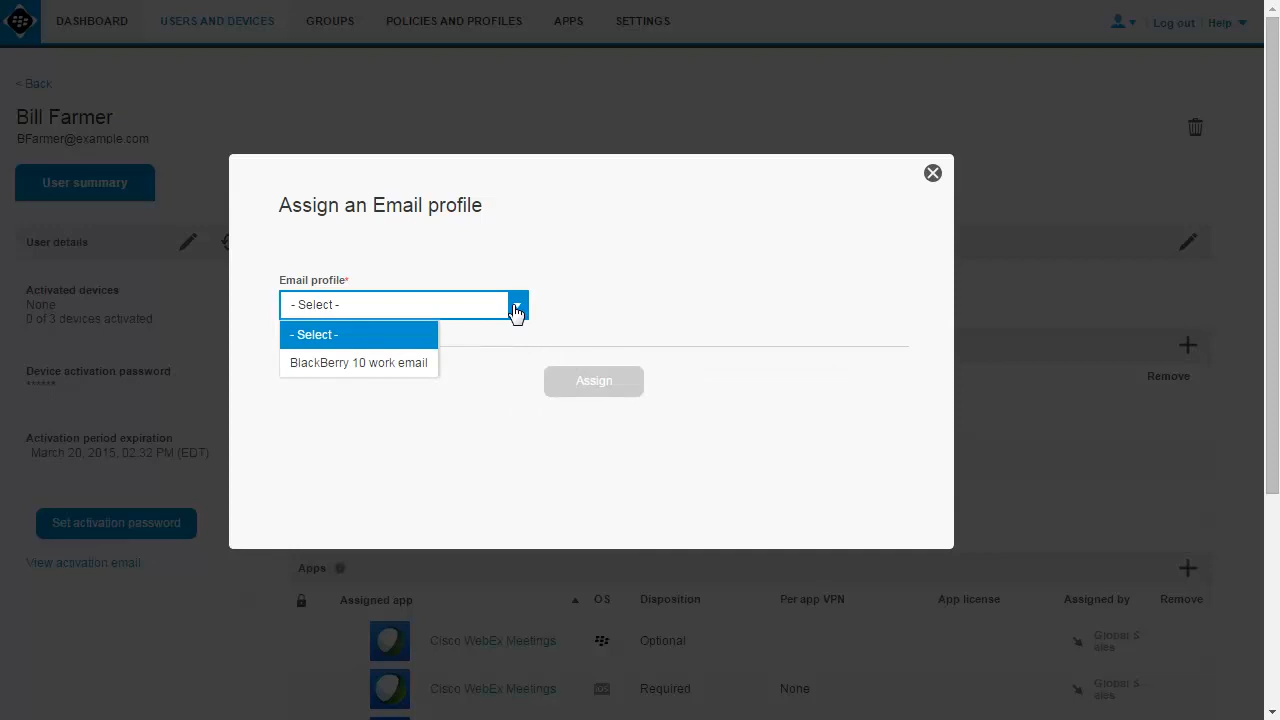 DASHBOARD USERS AND DEVICES GROUPS POLICIES AND PROFILES APPS SETTINGS Log out Help
< Back
Bill Farmer
BFarmer@example.com
User summary
User details
Activated devices
None
0 of 3 devices activated
Device activation password
******
Activation period expiration
March 20, 2015, 02:32 PM (EDT)
Set activation password
View activation email
Assign an Email profile
Email profile*
- Select -
- Select -
BlackBerry 10 work email
Assign
Remove
Apps
Assigned app OS Disposition Per app VPN App license Assigned by Remove
Cisco WebEx Meetings Optional Global S
ales
Cisco WebEx Meetings Required None Global S
ales